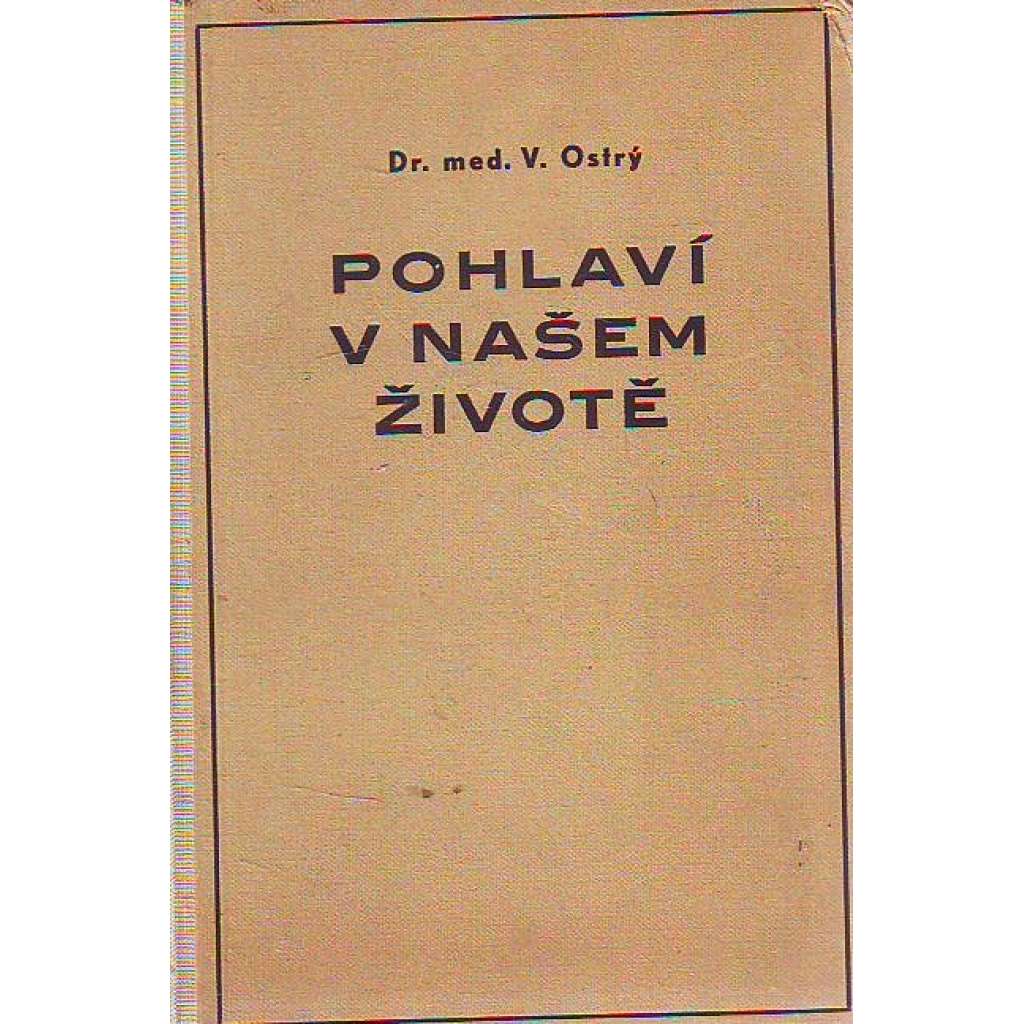 Dr. med. V. Ostrý
POHLAVÍ
V NAŠEM
ŽIVOTĚ